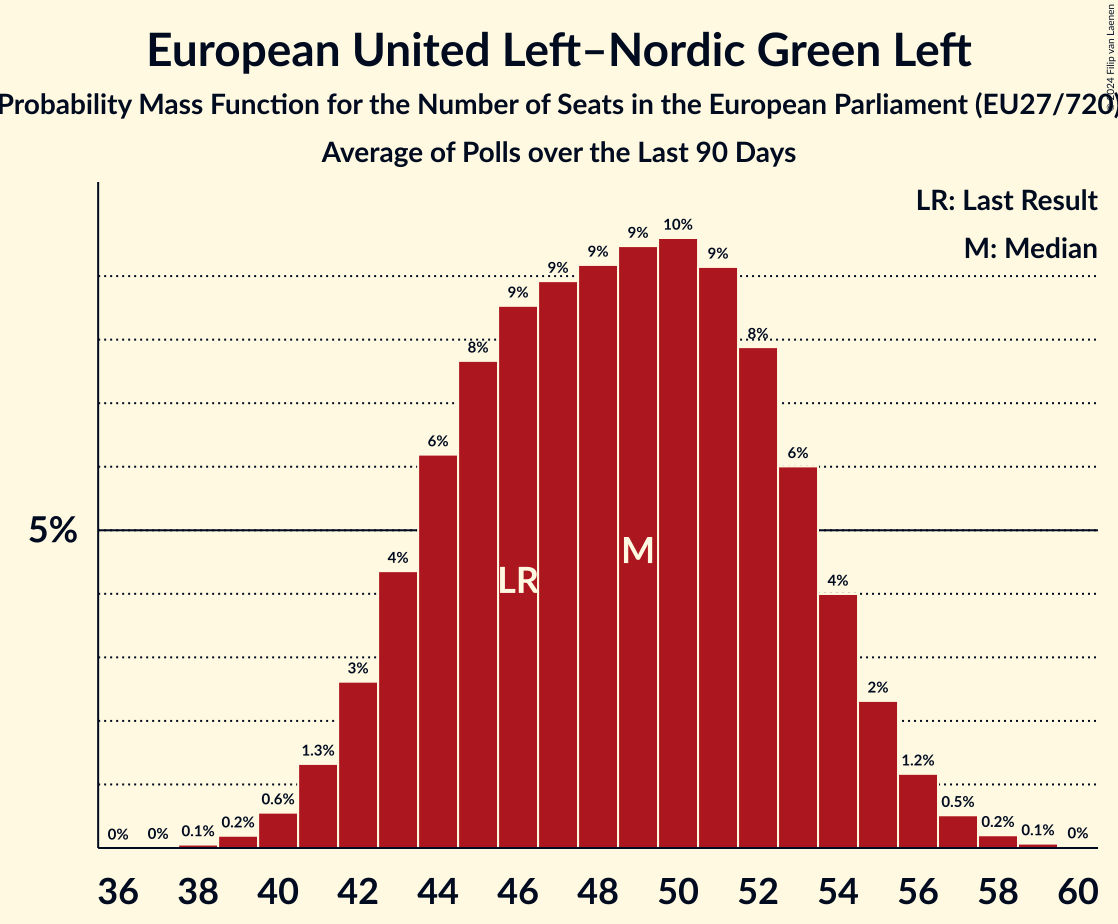 European United Left–Nordic Green Left
Probability Mass Function for the Number of Seats in the European Parliament (EU27/720)
Average of Polls over the Last 90 Days
© 2024 Filip van Laenen
LR: Last Result
M: Median
5%
0% 0% 0.1% 0.2% 0.6% 1.3% 3% 4% 6% 8% 9% 9% 9% 9% 10% 9% 8% 6% 4% 2% 1.2% 0.5% 0.2% 0.1% 0%
LR M
36 38 40 42 44 46 48 50 52 54 56 58 60